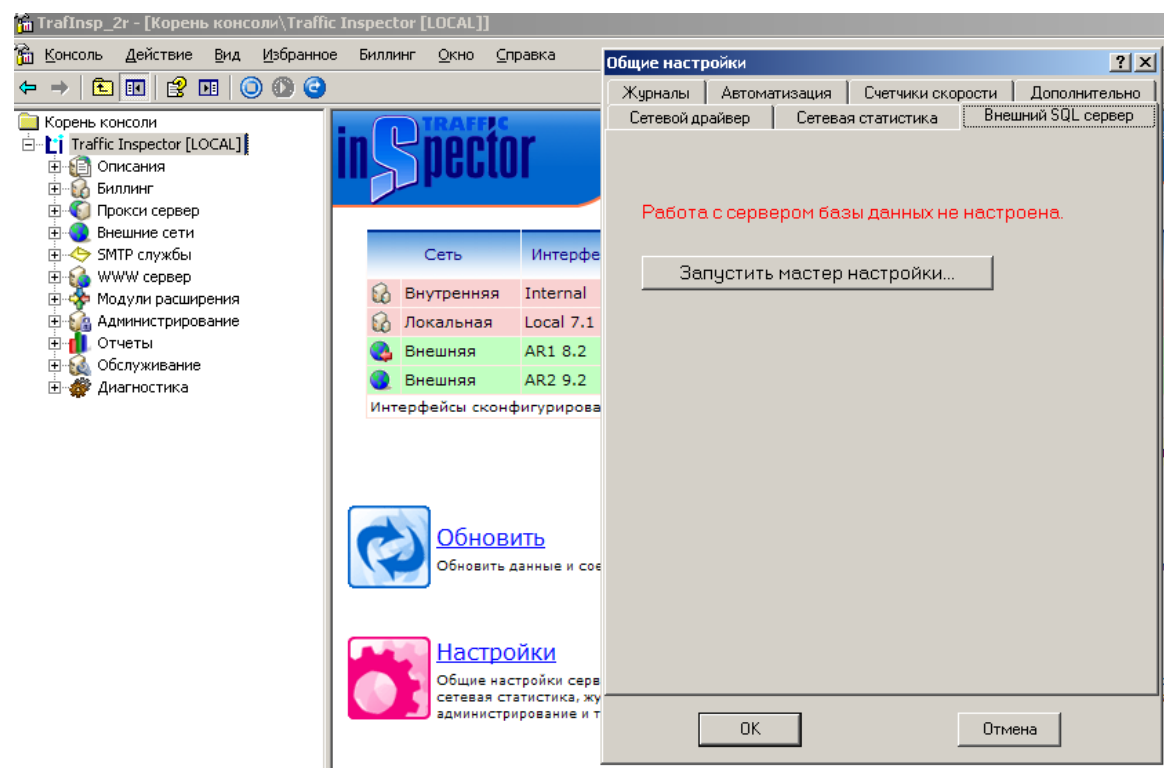 TrafInsp_2r - [Корень консоли\Traffic Inspector [LOCAL]]
Консоль Действие Вид Избранное Биллинг Окно Справка
Корень консоли
Traffic Inspector [LOCAL]
Описания
Биллинг
Прокси сервер
Внешние сети
SMTP службы
WWW сервер
Модули расширения
Администрирование
Отчеты
Обслуживание
Диагностика
TRAFFIC
inSpector
Сеть Интерфе
Внутренняя Internal
Локальная Local 7.1
Внешняя AR1 8.2
Внешняя AR2 9.2
Интерфейсы сконфигурирова
Обновить
Обновить данные и сое
Настройки
Общие настройки серв
сетевая статистика, жу
администрирование и т
Общие настройки
Журналы Автоматизация Счетчики скорости Дополнительно
Сетевой драйвер Сетевая статистика Внешний SQL сервер
Работа с сервером базы данных не настроена.
Запустить мастер настройки...
OK Отмена